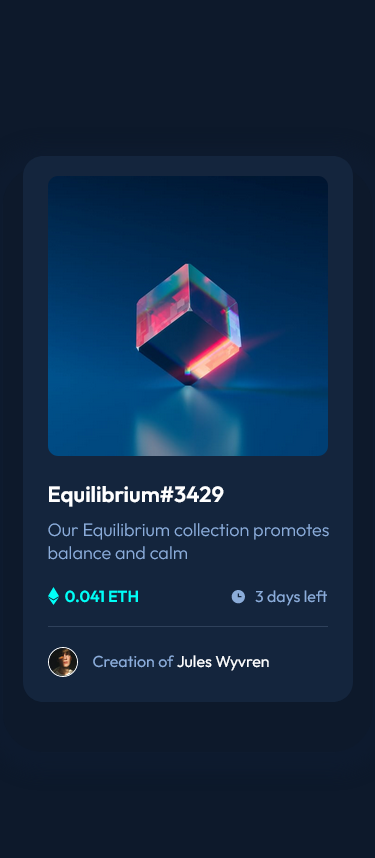 Equilibrium#3429
Our Equilibrium collection promotes
balance and calm
0.041 ETH
3 days left
Creation of Jules Wyvren